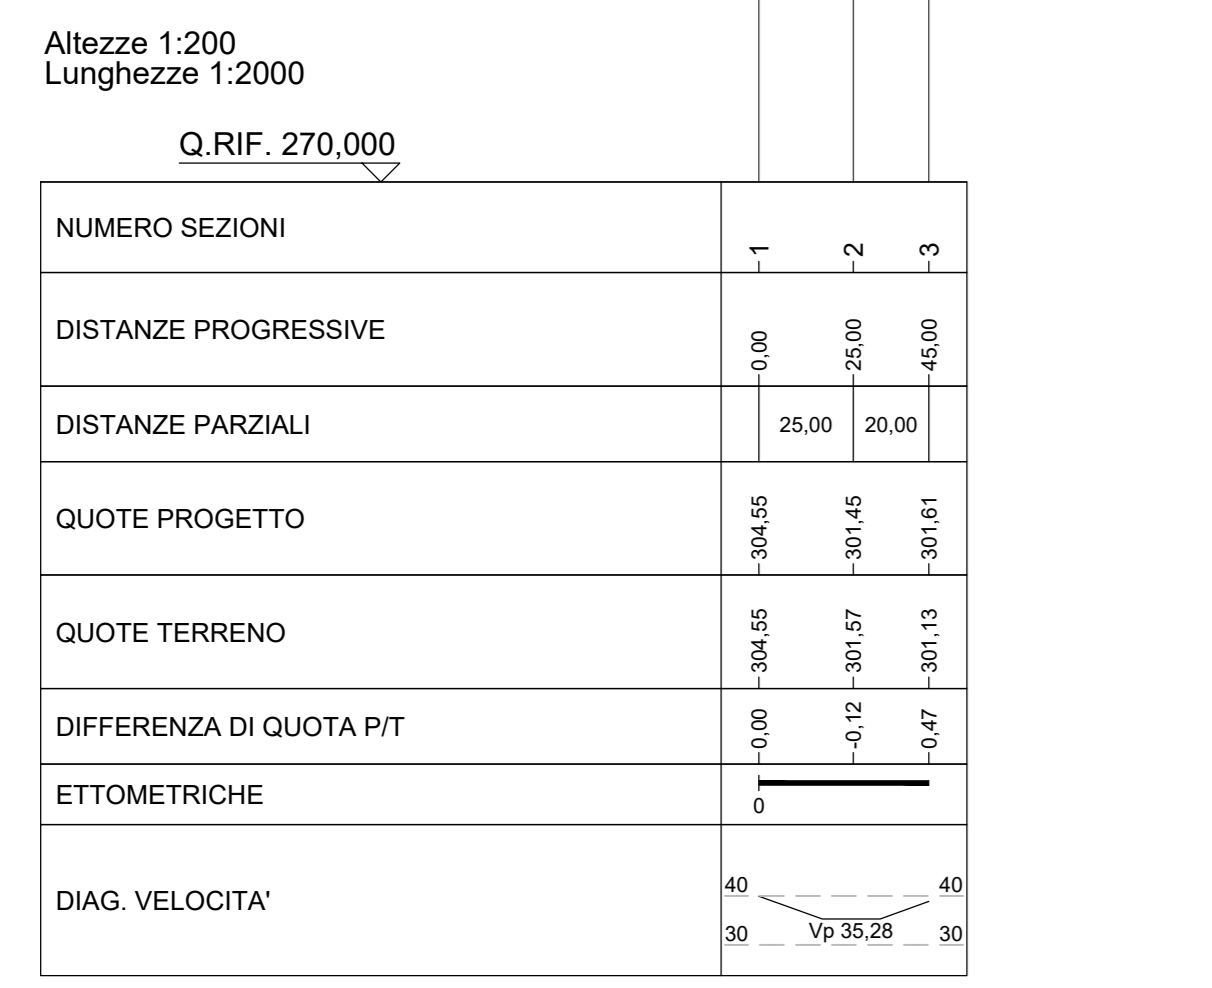 Altezze 1:200
Lunghezze 1:2000
Q.RIF. 270,000
NUMERO SEZIONI 1 2 3
DISTANZE PROGRESSIVE 0,00 25,00 45,00
DISTANZE PARZIALI 25,00 20,00
QUOTE PROGETTO 304,55 301,45 301,61
QUOTE TERRENO 304,55 301,57 301,13
DIFFERENZA DI QUOTA P/T 0,00 -0,12 0,47
ETTOMETRICHE 0
DIAG. VELOCITA'
40 40
30 Vp 35,28 30